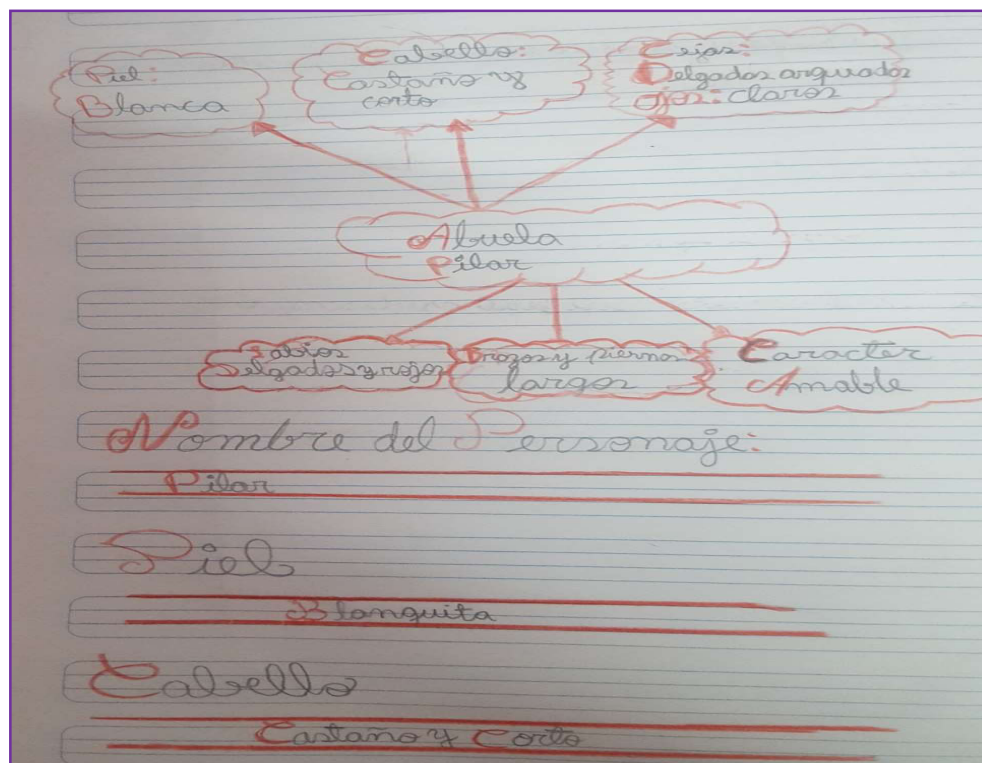 Piel:
Blanca
Cabello:
Castaño y
corto
Cejas:
Delgadas arqueadas
ojos: claros
Abuela
Pilar
Labios
Delgados y rojos
Brazos y piernas
largos
Caracter
Amable
Nombre del Personaje:
Pilar
Piel
Blanquita
Cabello
Castaño y Corto